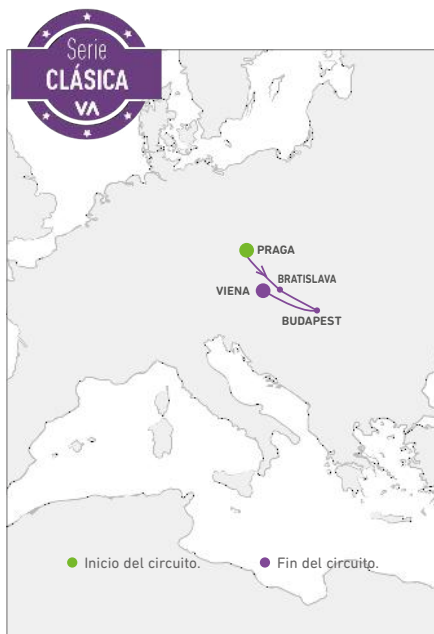 Serie
CLÁSICA
VA
PRAGA
BRATISLAVA
VIENA
BUDAPEST
Inicio del circuito.
Fin del circuito.